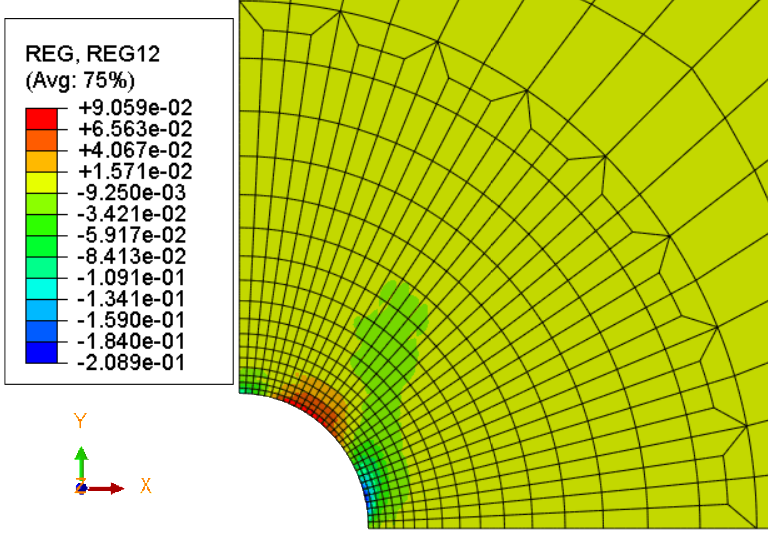 REG, REG12
(Avg: 75%)
+9.059e-02
+6.563e-02
+4.067e-02
+1.571e-02
-9.250e-03
-3.421e-02
-5.917e-02
-8.413e-02
-1.091e-01
-1.341e-01
-1.590e-01
-1.840e-01
-2.089e-01
Y
Z
X